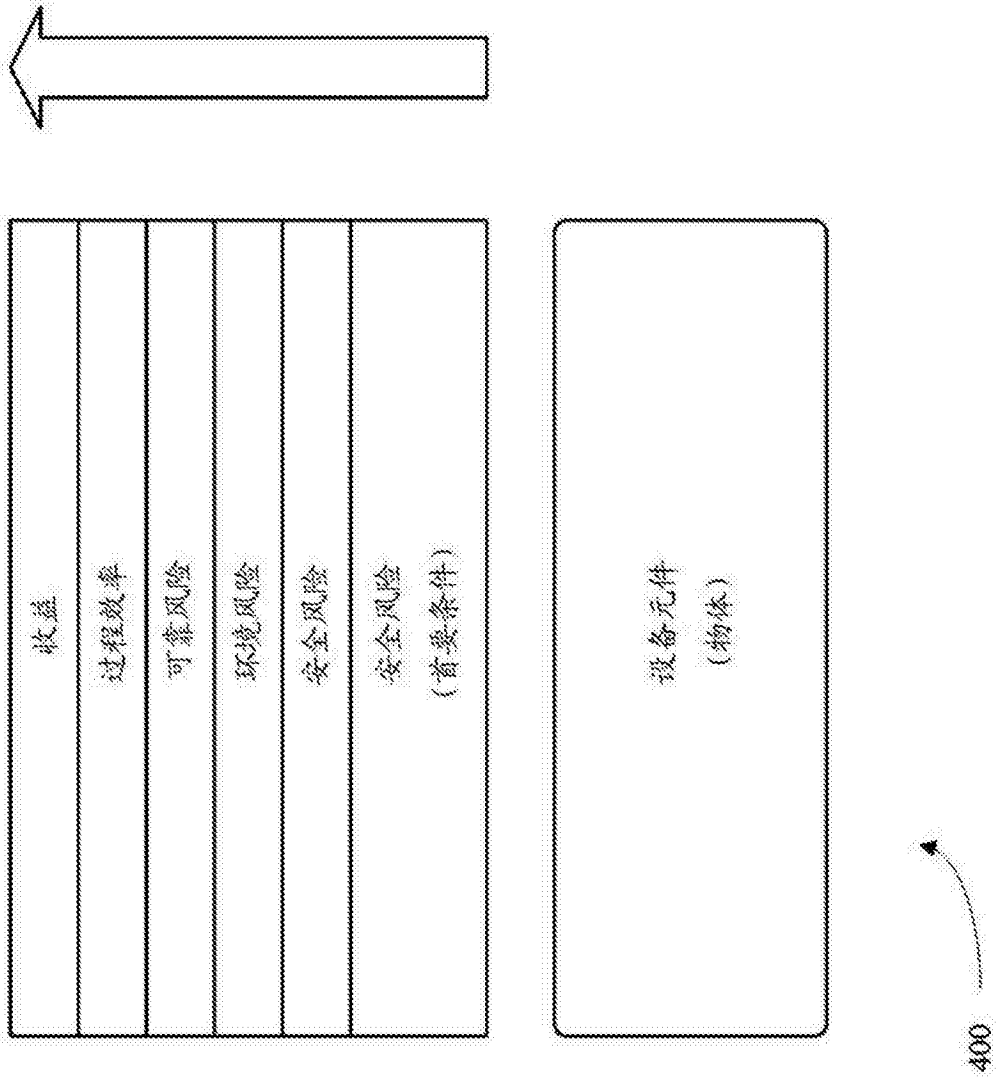 收益
过程效率
可靠风险
环境风险
安全风险
安全风险
（首要条件）
设备元件
（物体）
400